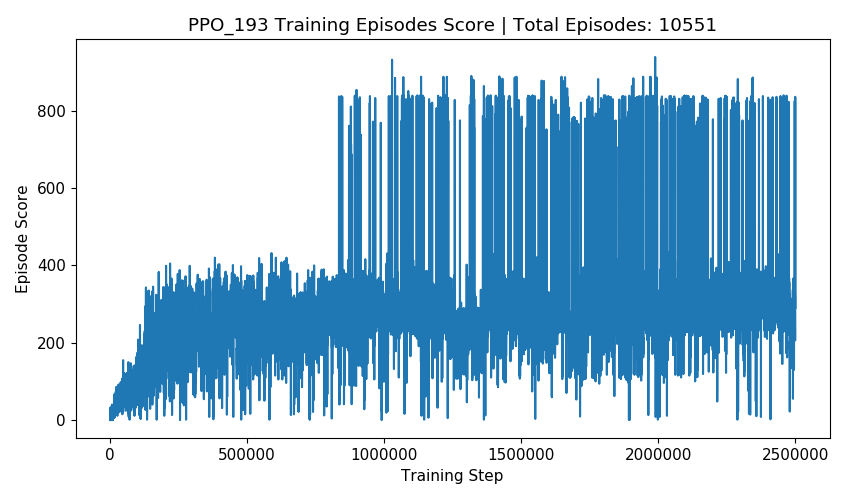 PPO_193 Training Episodes Score | Total Episodes: 10551
800
600
400
200
0
Episode Score
0 500000 1000000 1500000 2000000 2500000
Training Step